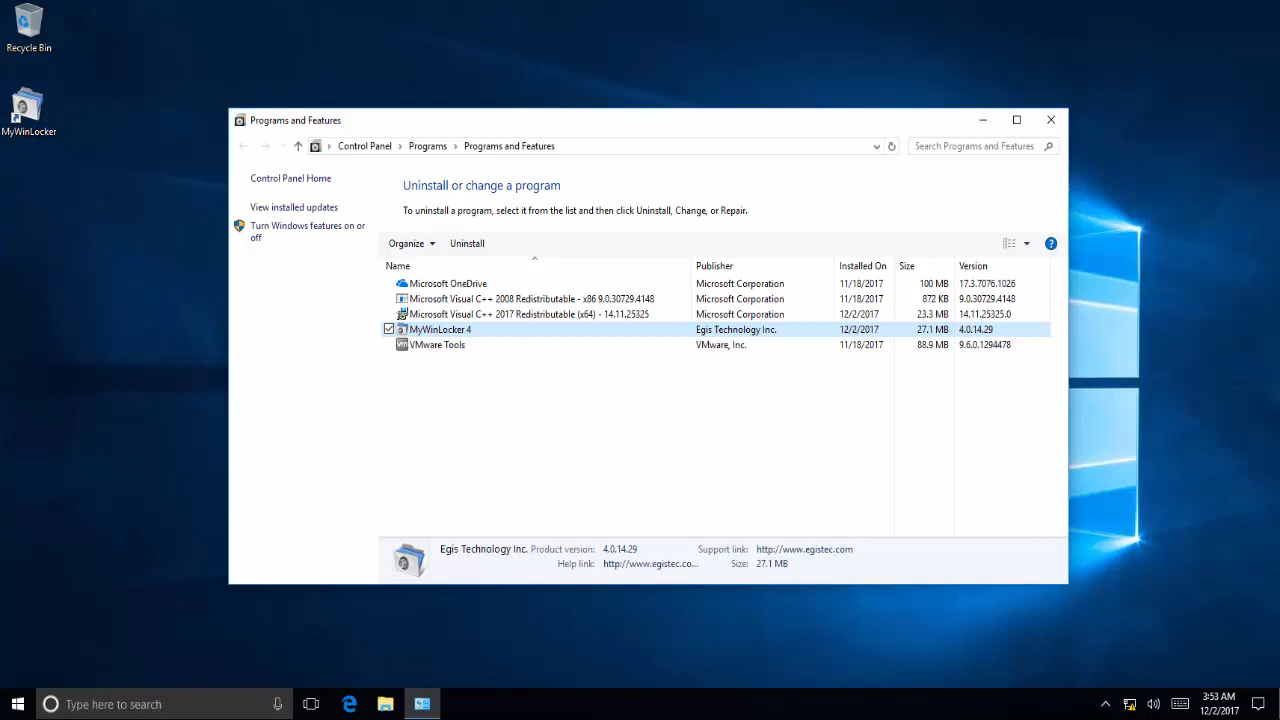 Recycle Bin
MyWinLocker
Programs and Features
Control Panel
Programs
Programs and Features
Search Programs and Features
Control Panel Home
View installed updates
Turn Windows features on or
off
Uninstall or change a program
To uninstall a program, select it from the list and then click Uninstall, Change, or Repair.
Organize
Uninstall
?
Name Publisher Installed On Size Version
Microsoft OneDrive Microsoft Corporation 11/18/2017 100 MB 17.3.7076.1026
Microsoft Visual C++ 2008 Redistributable - x86 9.0.30729.4148 Microsoft Corporation 11/18/2017 872 KB 9.0.30729.4148
Microsoft Visual C++ 2017 Redistributable (x64) - 14.11.25325 Microsoft Corporation 12/2/2017 23.3 MB 14.11.25325.0
MyWinLocker 4 Egis Technology Inc. 12/2/2017 27.1 MB 4.0.14.29
vm VMware Tools VMware, Inc. 11/18/2017 88.9 MB 9.6.0.1294478
Egis Technology Inc. Product version: 4.0.14.29 Support link: http://www.egistec.com
Help link: http://www.egistec.co... Size: 27.1 MB
Type here to search
3:53 AM
12/2/2017